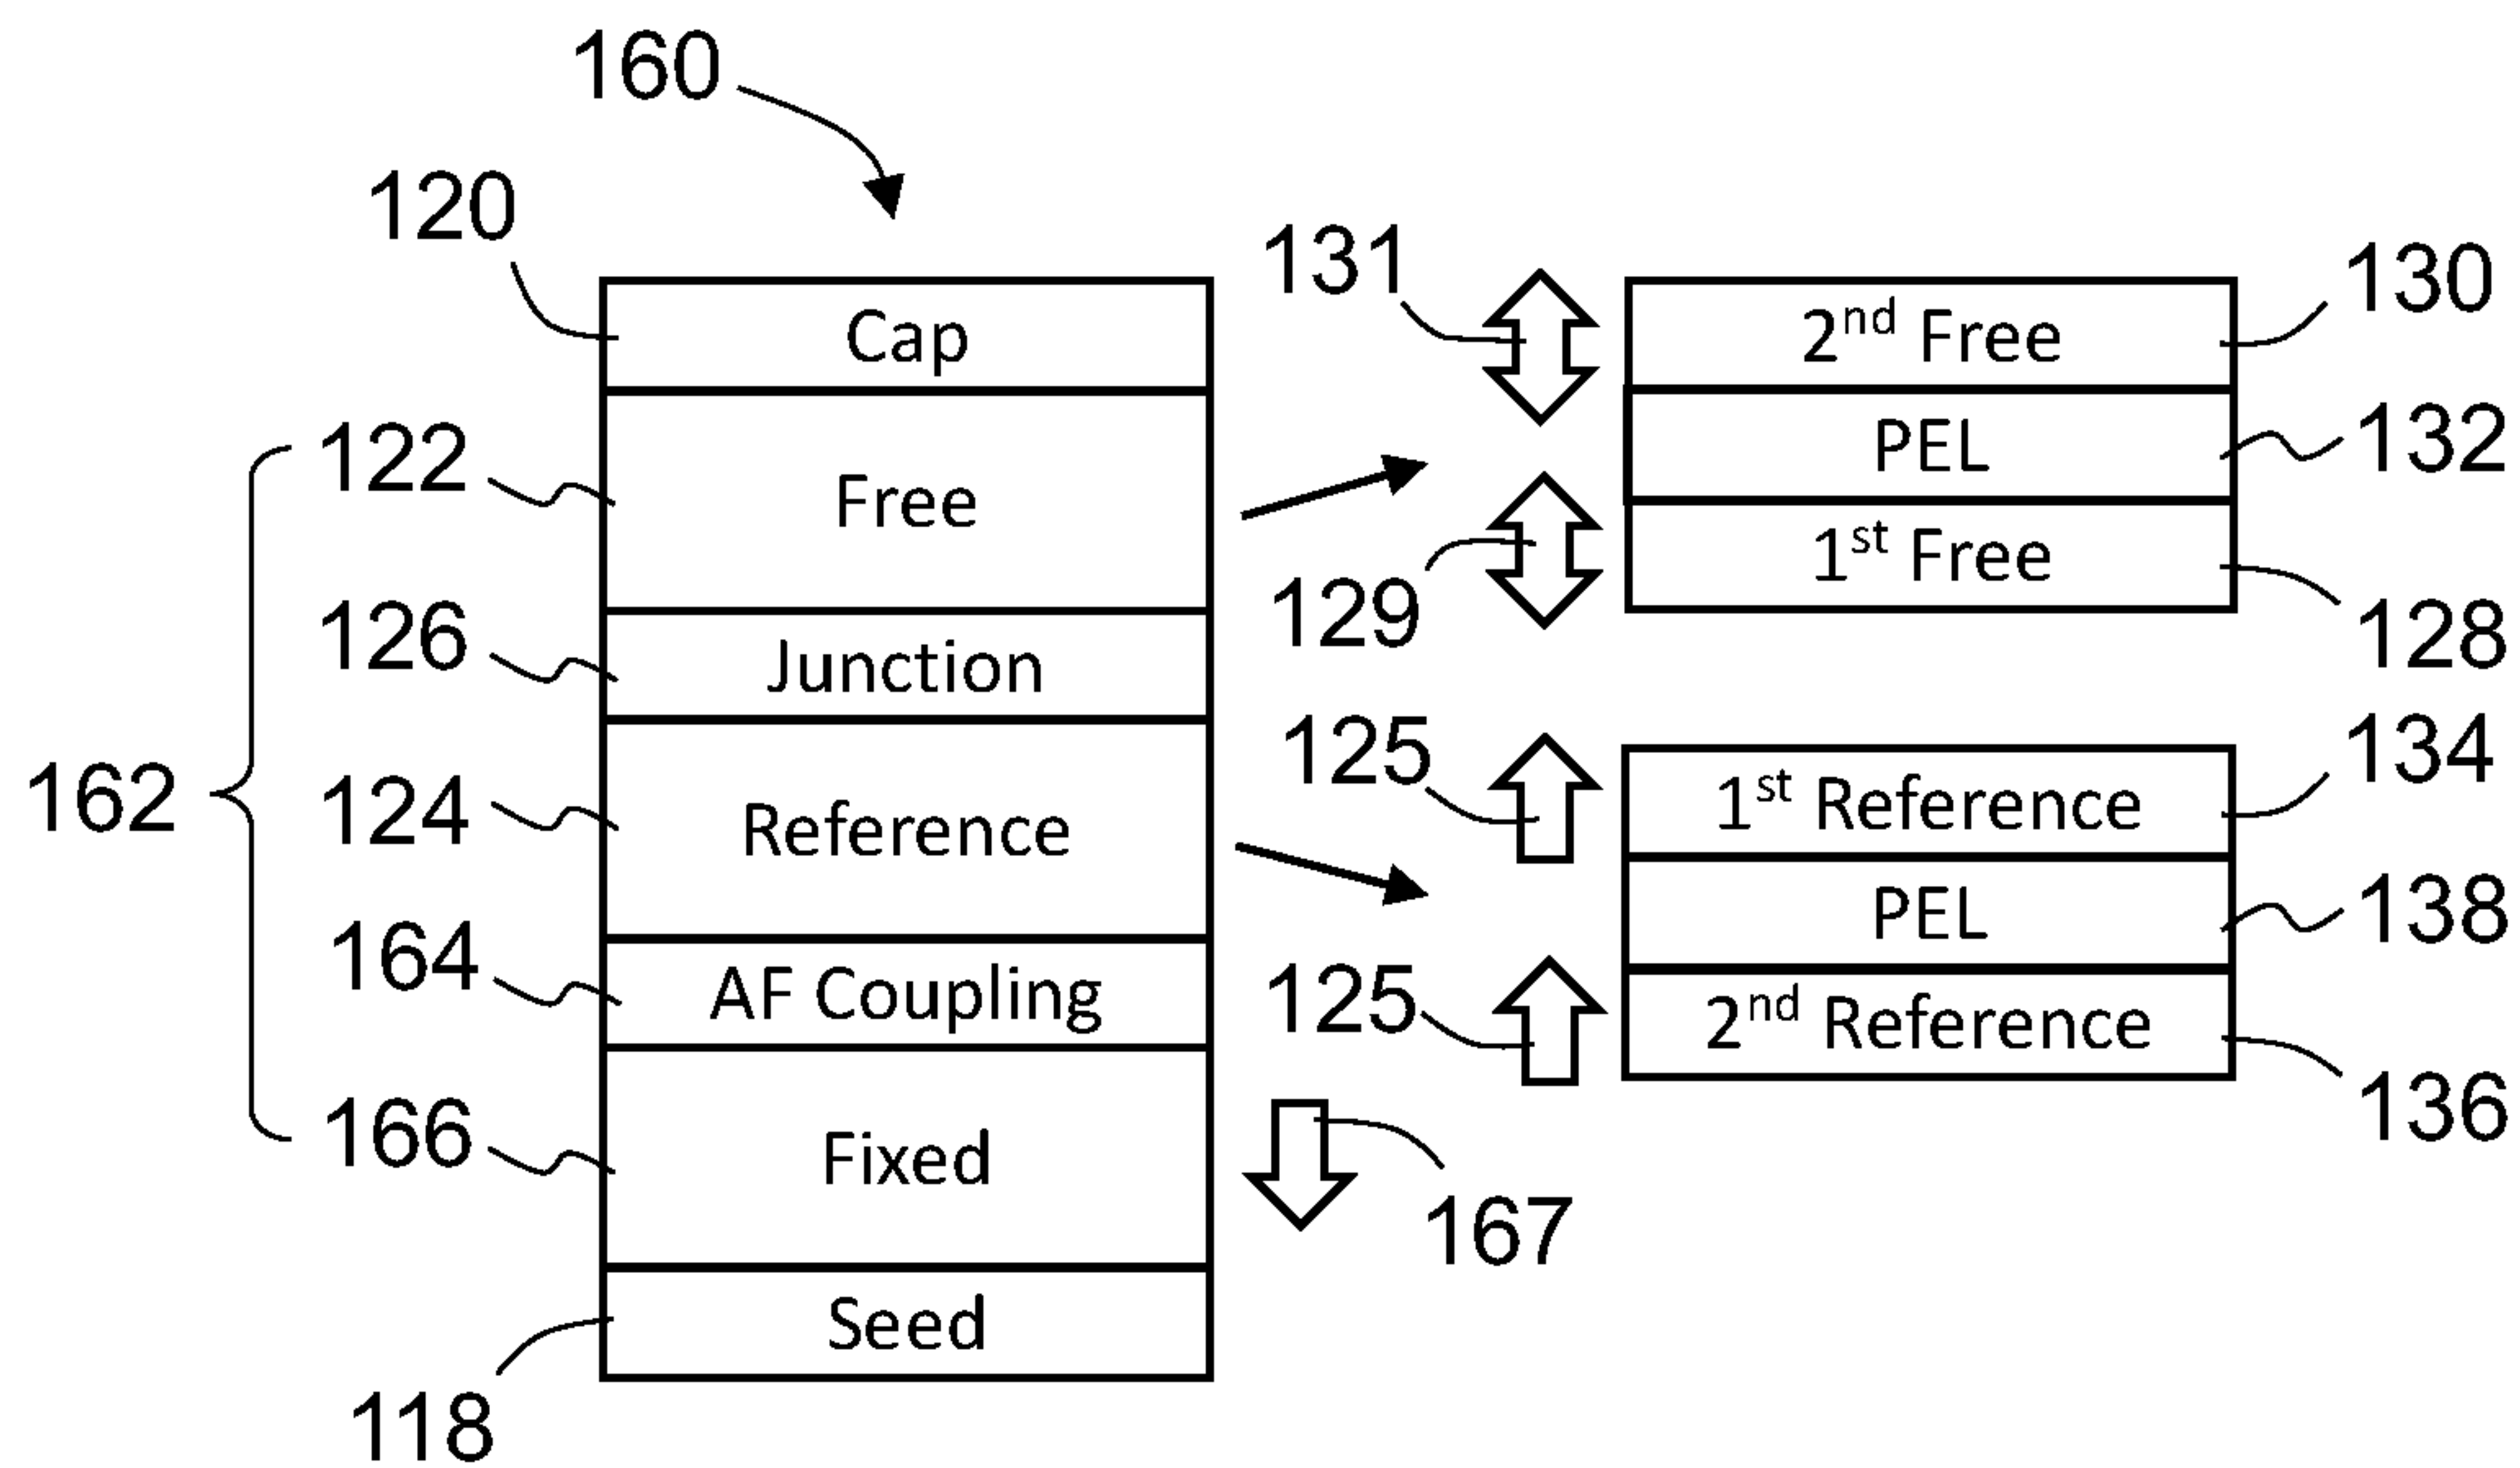 160
120
Cap
122
Free
126
Junction
162
124
Reference
164
AF Coupling
166
Fixed
167
Seed
118
131
2nd Free
130
PEL
132
129
1st Free
128
125
1st Reference
134
PEL
138
125
2nd Reference
136